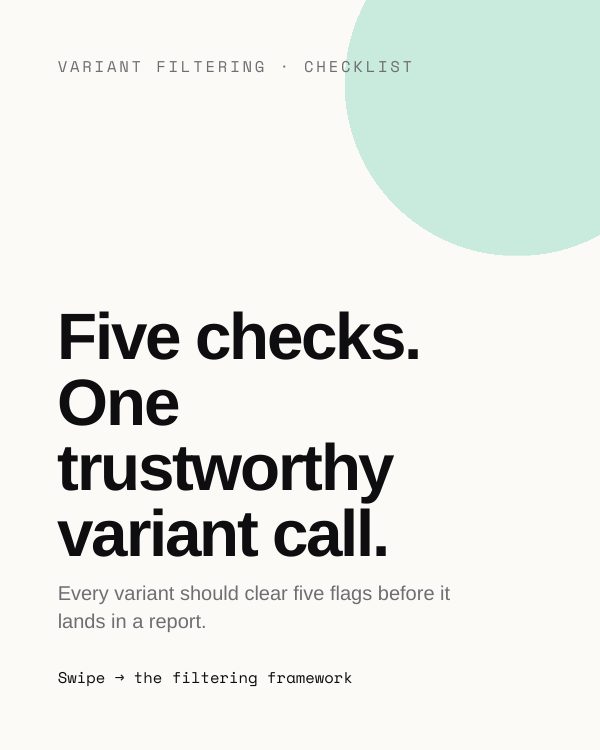 VARIANT FILTERING · CHECKLIST
Five checks.
One
trustworthy
variant call.
Every variant should clear five flags before it
lands in a report.
Swipe → the filtering framework